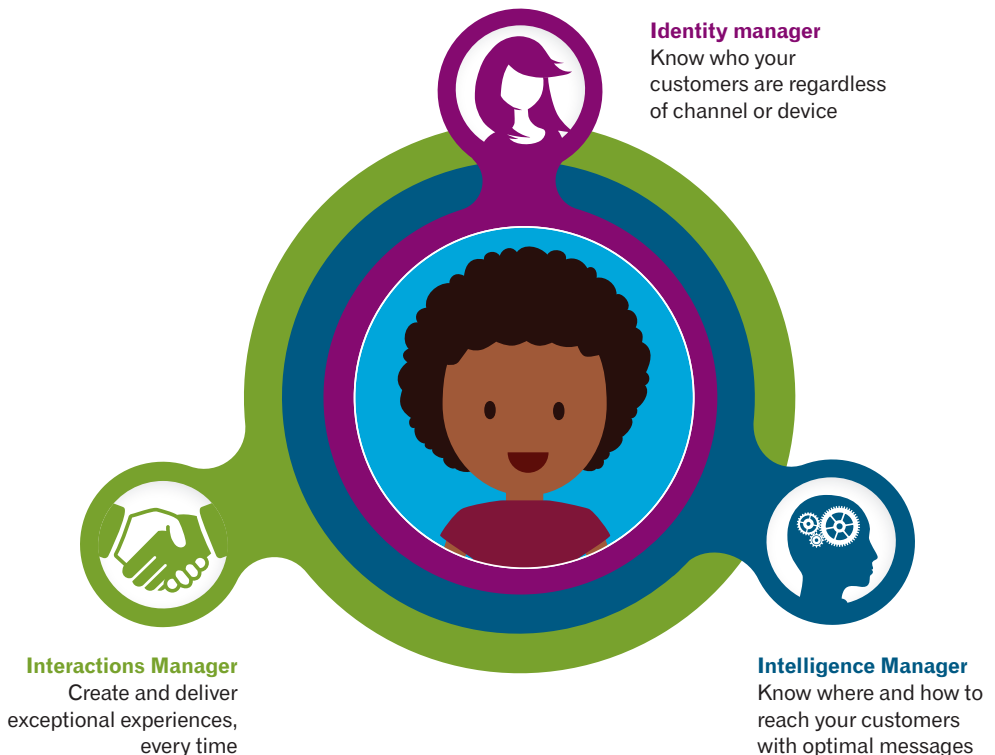 Identity manager
Know who your
customers are regardless
of channel or device
Interactions Manager
Create and deliver
exceptional experiences,
every time
Intelligence Manager
Know where and how to
reach your customers
with optimal messages